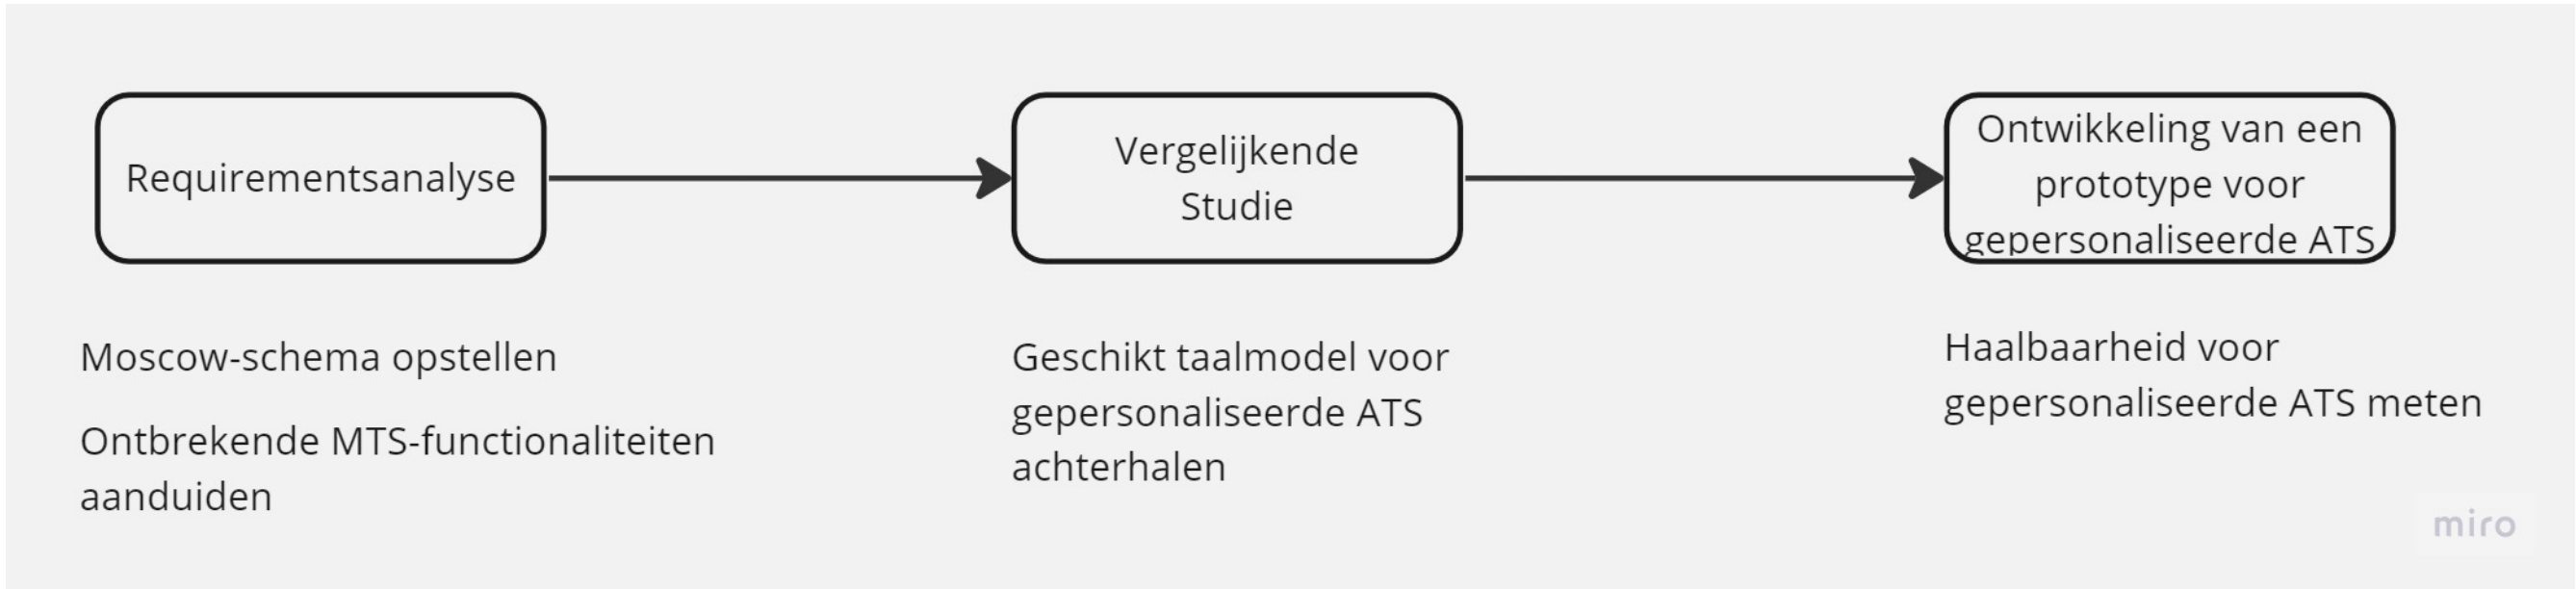 Requirementsanalyse
Vergelijkende
Studie
Ontwikkeling van een
prototype voor
gepersonaliseerde ATS
Moscow-schema opstellen
Ontbrekende MTS-functionaliteiten
aanduiden
Geschikt taalmodel voor
gepersonaliseerde ATS
achterhalen
Haalbaarheid voor
gepersonaliseerde ATS meten
miro